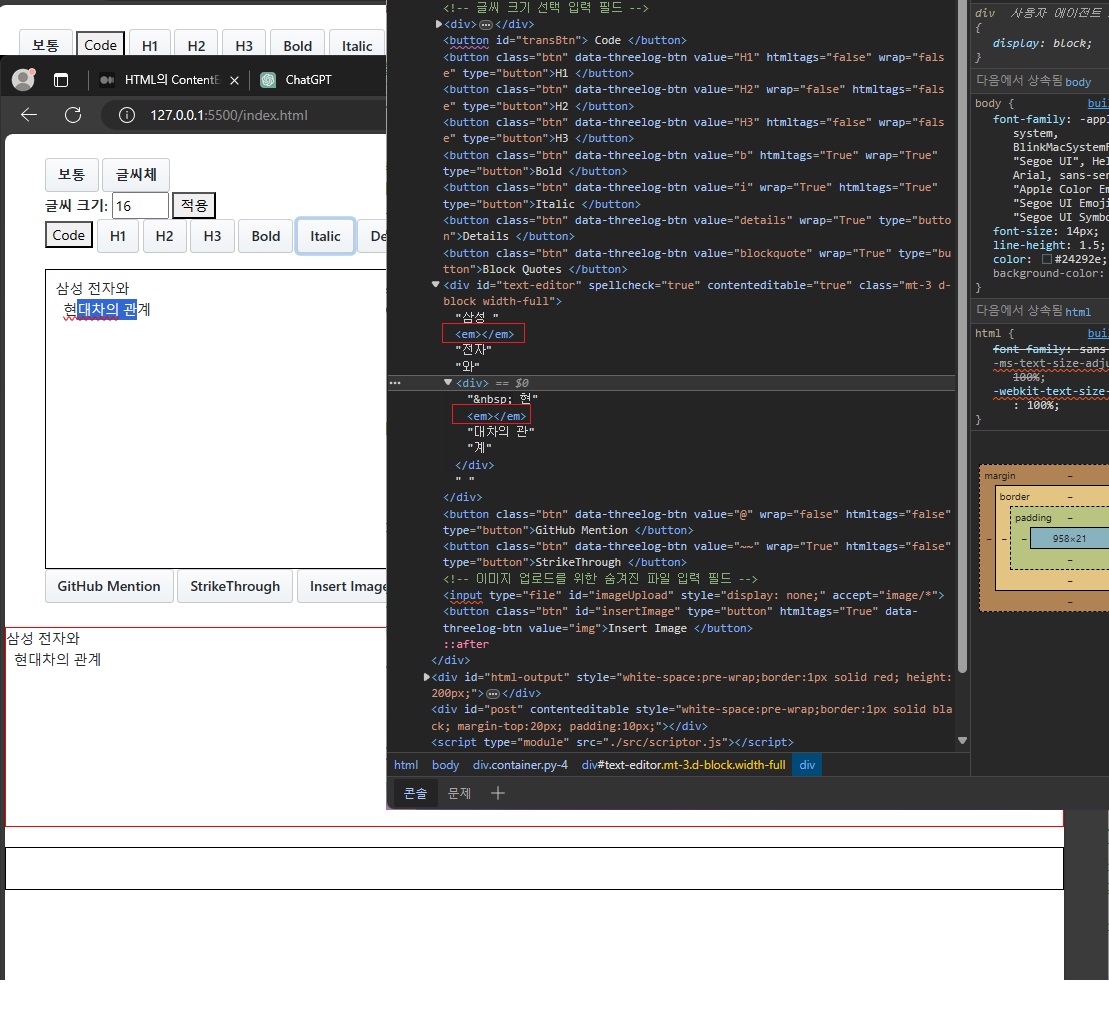 보통 Code H1 H2 H3 Bold Italic
HTML의 ContentE
ChatGPT
127.0.0.1:5500/index.html
보통 글씨체
글씨 크기: 16 적용
Code H1 H2 H3 Bold Italic De
삼성 전자와
현대차의 관계
GitHub Mention StrikeThrough Insert Image
삼성 전자와
현대차의 관계
<!-- 글씨 크기 선택 입력 필드 -->
<div> ⋯ </div>
<button id="transBtn"> Code </button>
<button class="btn" data-threelog-btn value="H1" htmltags="false" wrap="fals
e" type="button">H1 </button>
<button class="btn" data-threelog-btn value="H2" wrap="false" htmltags="fals
e" type="button">H2 </button>
<button class="btn" data-threelog-btn value="H3" htmltags="false" wrap="fals
e" type="button">H3 </button>
<button class="btn" data-threelog-btn value="b" htmltags="True" wrap="True"
type="button">Bold </button>
<button class="btn" data-threelog-btn value="i" wrap="True" htmltags="True"
type="button">Italic </button>
<button class="btn" data-threelog-btn value="details" wrap="True" type="butto
n">Details </button>
<button class="btn" data-threelog-btn value="blockquote" wrap="True" type="bu
tton">Block Quotes </button>
<div id="text-editor" spellcheck="true" contenteditable="true" class="mt-3 d-
block width-full">
"삼성 "
<em></em>
"전자"
"와"
<div> == $0
"&nbsp; 현"
<em></em>
"대차의 관"
"계"
</div>
" "
</div>
<button class="btn" data-threelog-btn value="@" wrap="false" htmltags="false"
type="button">GitHub Mention </button>
<button class="btn" data-threelog-btn value="~~" wrap="True" htmltags="false"
type="button">StrikeThrough </button>
<!-- 이미지 업로드를 위한 숨겨진 파일 입력 필드 -->
<input type="file" id="imageUpload" style="display: none;" accept="image/*">
<button class="btn" id="insertImage" type="button" htmltags="True" data-
threelog-btn value="img">Insert Image </button>
::after
</div>
<div id="html-output" style="white-space:pre-wrap;border:1px solid red; height:
200px;"> ⋯ </div>
<div id="post" contenteditable style="white-space:pre-wrap;border:1px solid bla
ck; margin-top:20px; padding:10px;"></div>
<script type="module" src="./src/scriptor.js"></script>
html body div.container.py-4 div#text-editor.mt-3.d-block.width-full div
콘솔 문제
div 사용자 에이전트
{
display: block;
}
다음에서 상속됨 body
body { bui
font-family: -appl
system,
BlinkMacSystemF
"Segoe UI", Hel
Arial, sans-ser
"Apple Color Em
"Segoe UI Emoji
"Segoe UI Symbo
font-size: 14px;
line-height: 1.5;
color: #24292e;
background-color:
}
다음에서 상속됨 html
html { bui
font-family: sans
-ms-text-size-adju
100%;
-webkit-text-size-
: 100%;
}
margin –
border –
padding –
– – – 958×21
–
–
–